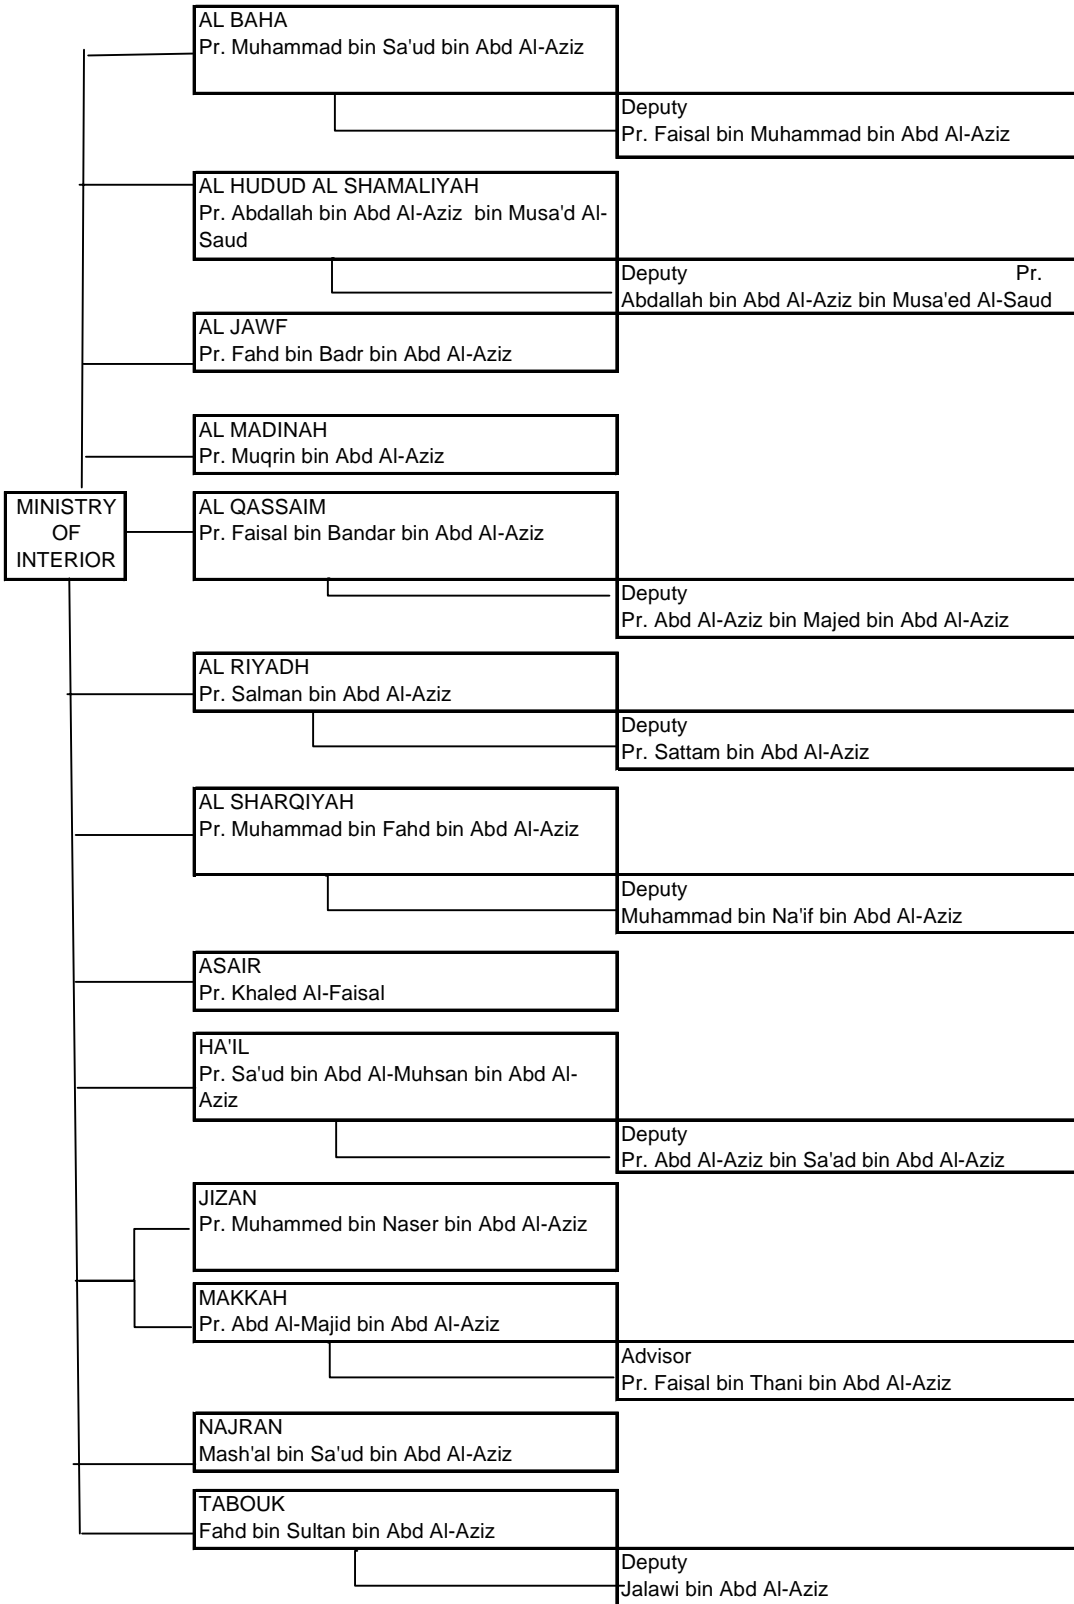 AL BAHA
Pr. Muhammad bin Sa'ud bin Abd Al-Aziz
Deputy
Pr. Faisal bin Muhammad bin Abd Al-Aziz
AL HUDUD AL SHAMALIYAH
Pr. Abdallah bin Abd Al-Aziz bin Musa'd Al-
Saud
Deputy Pr.
Abdallah bin Abd Al-Aziz bin Musa'ed Al-Saud
AL JAWF
Pr. Fahd bin Badr bin Abd Al-Aziz
AL MADINAH
Pr. Muqrin bin Abd Al-Aziz
MINISTRY
OF
INTERIOR
AL QASSAIM
Pr. Faisal bin Bandar bin Abd Al-Aziz
Deputy
Pr. Abd Al-Aziz bin Majed bin Abd Al-Aziz
AL RIYADH
Pr. Salman bin Abd Al-Aziz
Deputy
Pr. Sattam bin Abd Al-Aziz
AL SHARQIYAH
Pr. Muhammad bin Fahd bin Abd Al-Aziz
Deputy
Muhammad bin Na'if bin Abd Al-Aziz
ASAIR
Pr. Khaled Al-Faisal
HA'IL
Pr. Sa'ud bin Abd Al-Muhsan bin Abd Al-
Aziz
Deputy
Pr. Abd Al-Aziz bin Sa'ad bin Abd Al-Aziz
JIZAN
Pr. Muhammed bin Naser bin Abd Al-Aziz
MAKKAH
Pr. Abd Al-Majid bin Abd Al-Aziz
Advisor
Pr. Faisal bin Thani bin Abd Al-Aziz
NAJRAN
Mash'al bin Sa'ud bin Abd Al-Aziz
TABOUK
Fahd bin Sultan bin Abd Al-Aziz
Deputy
Jalawi bin Abd Al-Aziz